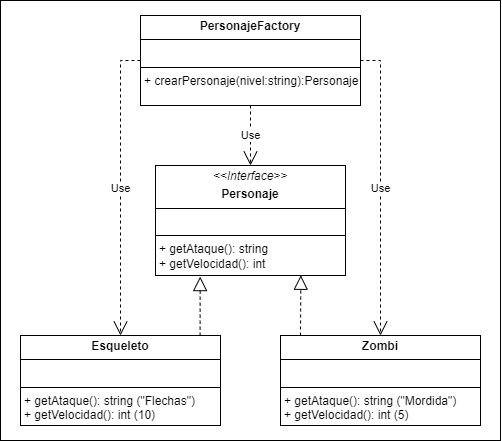 PersonajeFactory
+ crearPersonaje(nivel:string):Personaje
Use
<<Interface>>
Personaje
Use
Use
+ getAtaque(): string
+ getVelocidad(): int
Esqueleto
+ getAtaque(): string ("Flechas")
+ getVelocidad(): int (10)
Zombi
+ getAtaque(): string ("Mordida")
+ getVelocidad(): int (5)